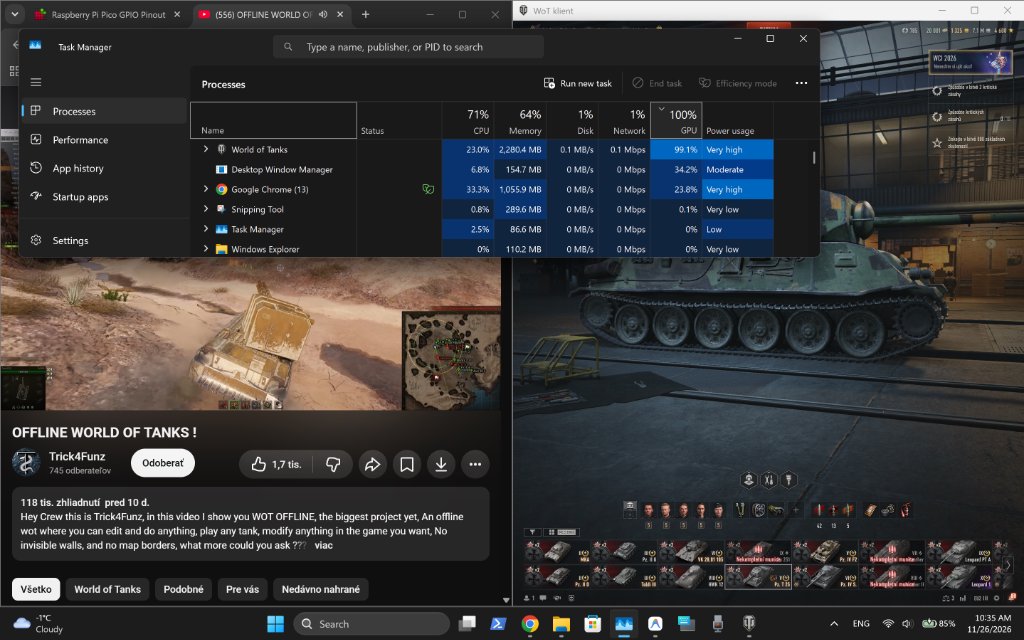 Raspberry Pi Pico GPIO Pinout
(556) OFFLINE WORLD OF
WoT klient
Task Manager
Type a name, publisher, or PID to search
Processes
Run new task
End task
Efficiency mode
Processes
Performance
App history
Startup apps
Settings
71% 64% 1% 1% 100%
Name Status CPU Memory Disk Network GPU Power usage
World of Tanks 23.0% 2,280.4 MB 0.1 MB/s 0.1 Mbps 99.1% Very high
Desktop Window Manager 6.8% 154.7 MB 0 MB/s 0 Mbps 34.2% Moderate
Google Chrome (13) 33.3% 1,055.9 MB 0 MB/s 0 Mbps 23.8% Very high
Snipping Tool 0.8% 289.6 MB 0 MB/s 0 Mbps 0.1% Very low
Task Manager 2.5% 86.6 MB 0 MB/s 0 Mbps 0% Low
Windows Explorer 0% 110.2 MB 0 MB/s 0 Mbps 0% Very low
OFFLINE WORLD OF TANKS !
Trick4Funz
745 odberateľov
Odoberať
1,7 tis.
118 tis. zhliadnutí pred 10 d.
Hey Crew this is Trick4Funz, in this video I show you WOT OFFLINE, the biggest project yet, An offline
wot where you can edit and do anything, play any tank, modify anything in the game you want, No
invisible walls, and no map borders, what more could you ask ??? viac
Všetko
World of Tanks
Podobné
Pre vás
Nedávno nahrané
-1°C
Cloudy
Search
ENG
85%
10:35 AM
11/26/2026